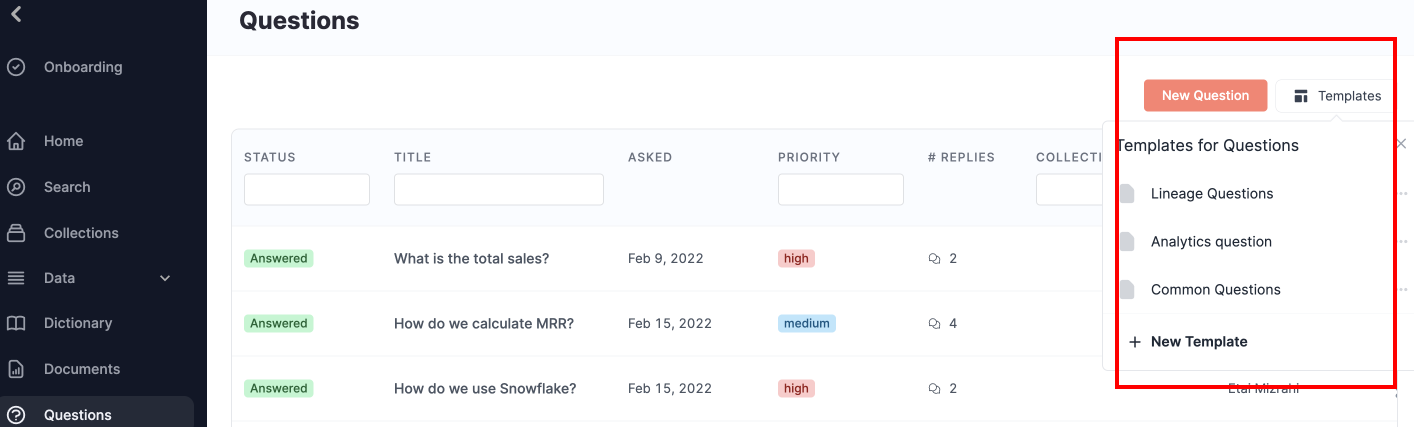 Questions
Onboarding
Home
Search
Collections
Data
Dictionary
Documents
Questions
New Question
Templates
STATUS TITLE ASKED PRIORITY # REPLIES COLLECTI
Answered What is the total sales? Feb 9, 2022 high 2
Answered How do we calculate MRR? Feb 15, 2022 medium 4
Answered How do we use Snowflake? Feb 15, 2022 high 2 Etai Mizrahi
Templates for Questions
Lineage Questions
Analytics question
Common Questions
+ New Template